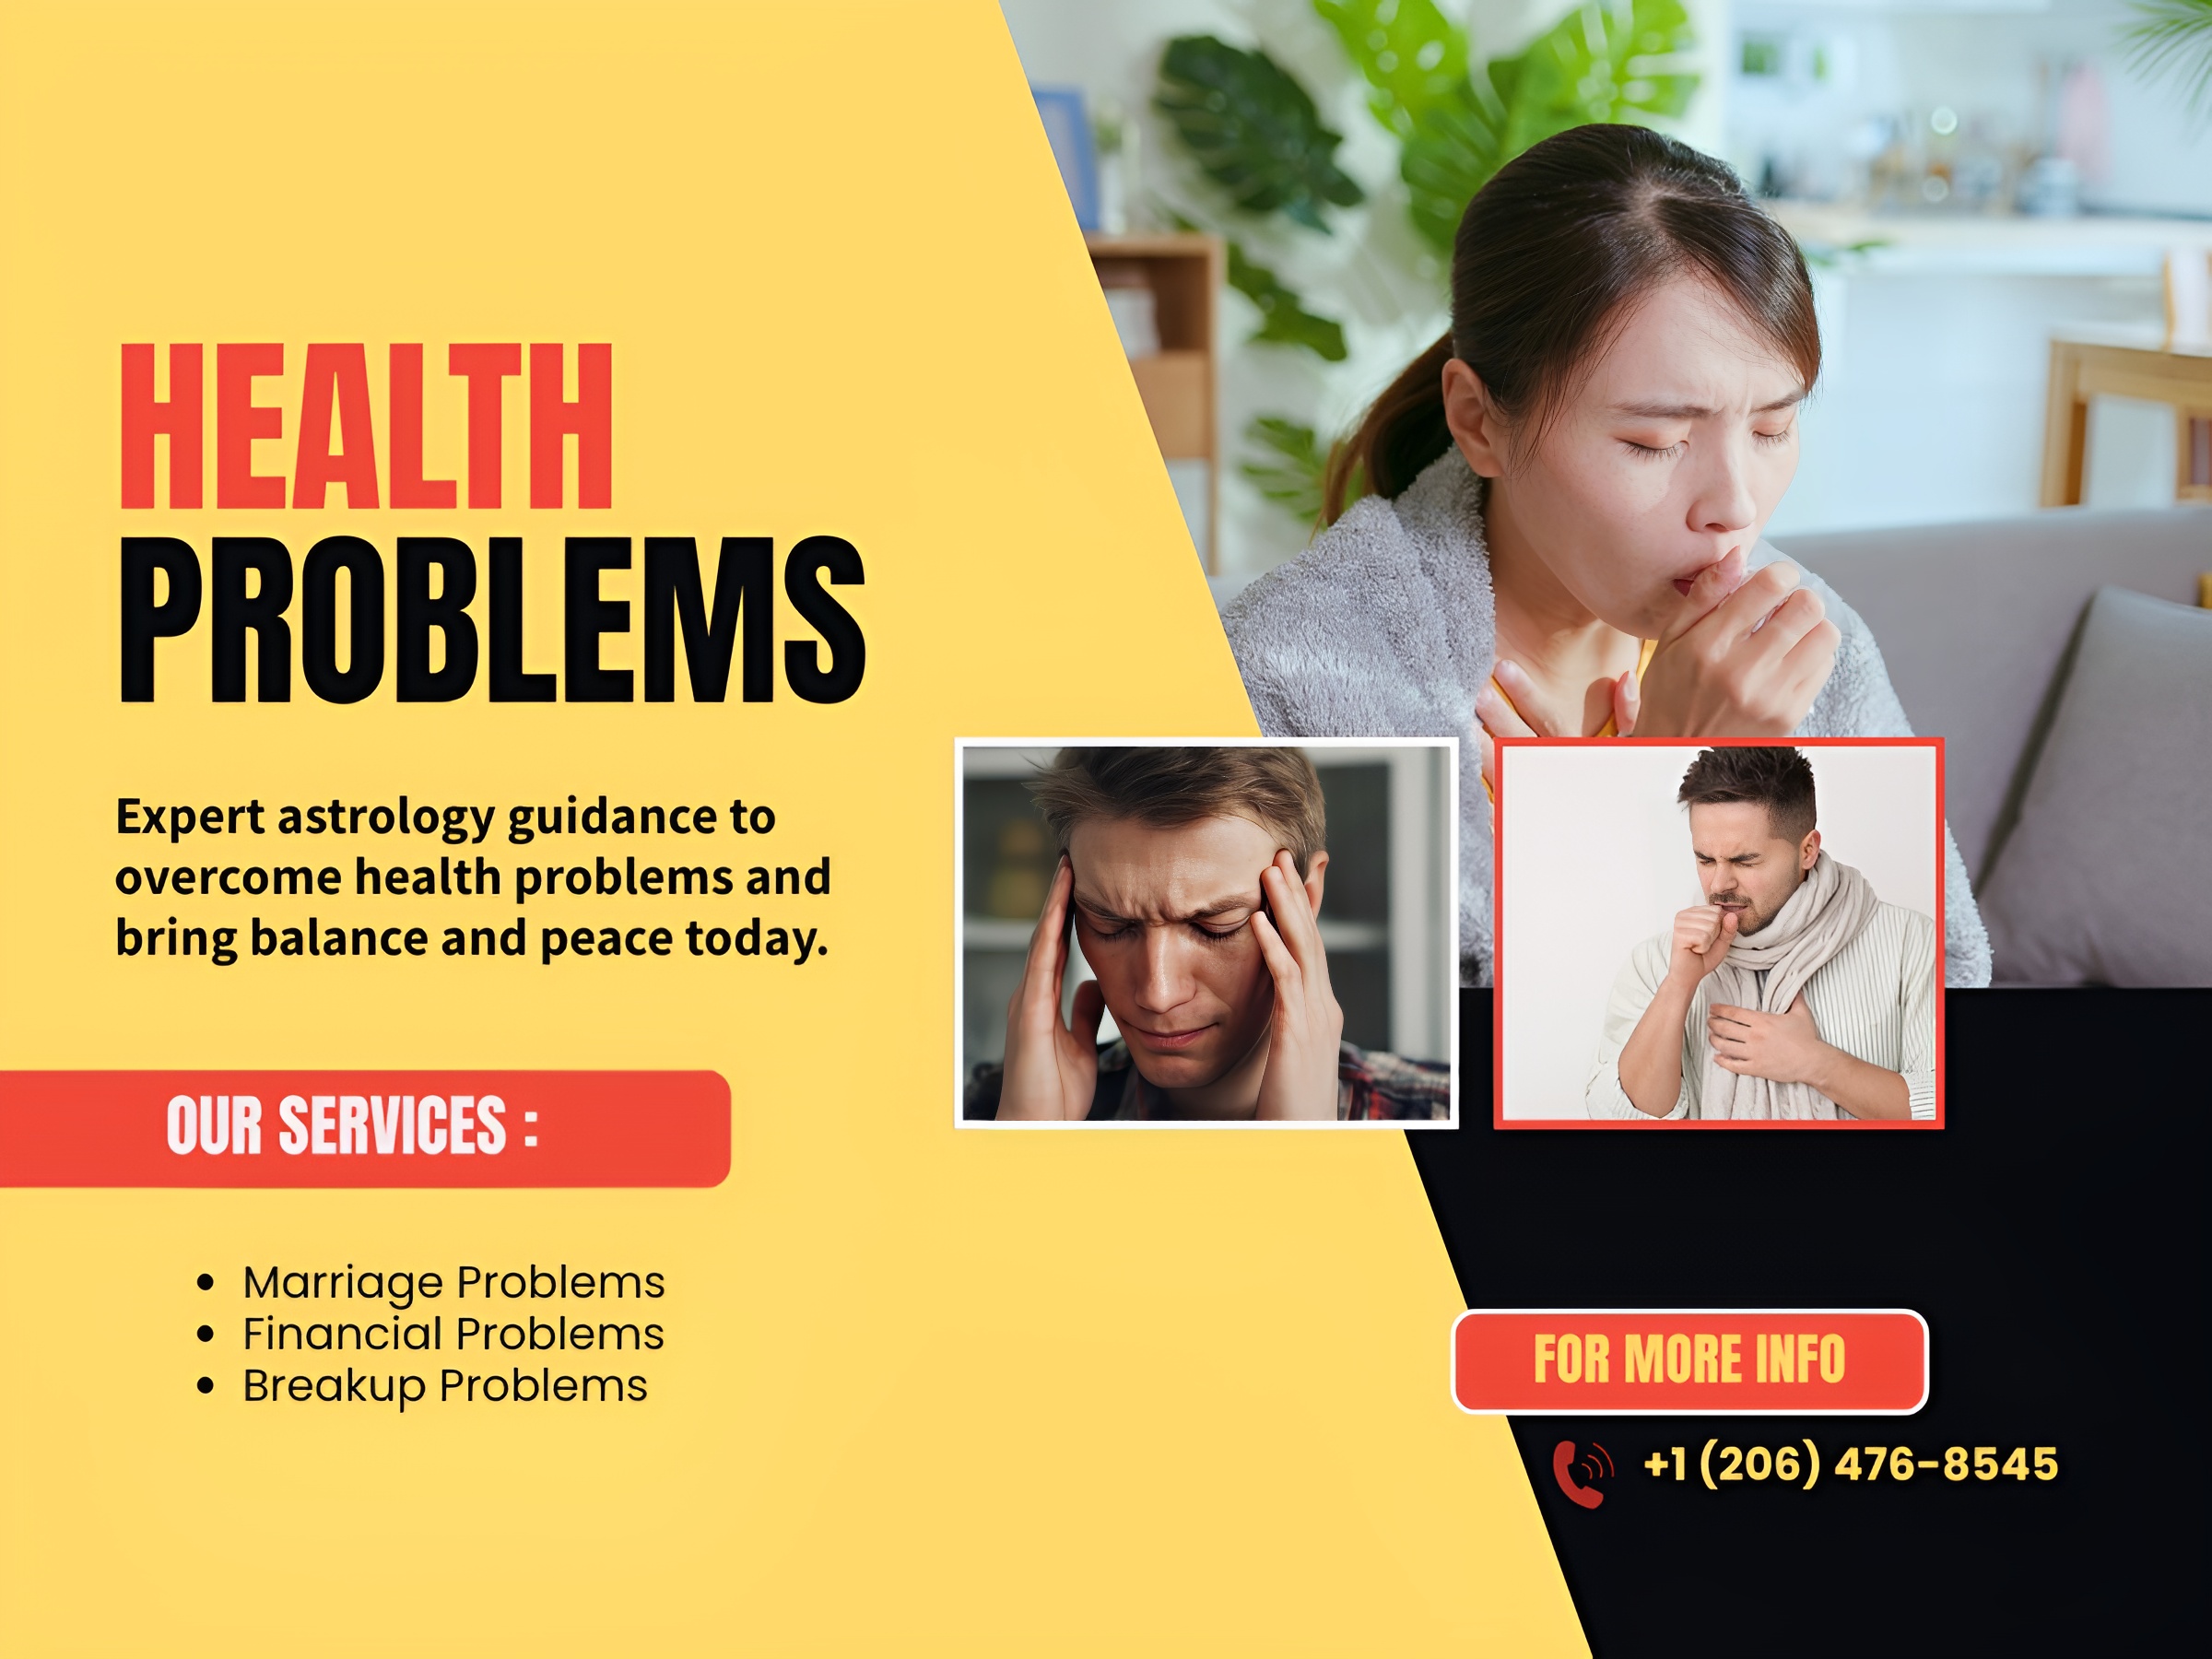 HEALTH
PROBLEMS
Expert astrology guidance to
overcome health problems and
bring balance and peace today.
OUR SERVICES :
• Marriage Problems
• Financial Problems
• Breakup Problems
FOR MORE INFO
+1 (206) 476-8545